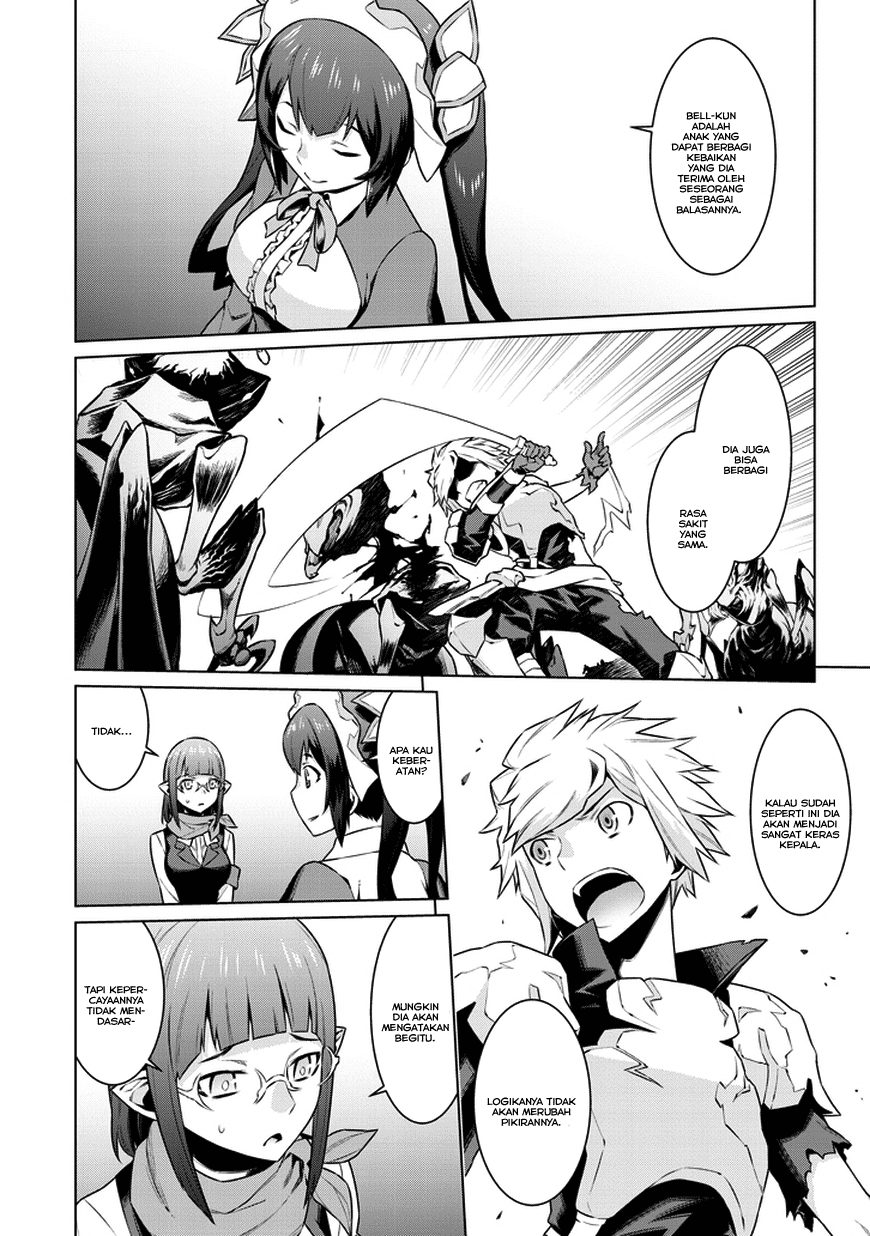 BELL-KUN
ADALAH
ANAK YANG
DAPAT BERBAGI
KEBAIKAN
YANG DIA
TERIMA OLEH
SESEORANG
SEBAGAI
BALASANNYA.
DIA JUGA
BISA
BERBAGI
RASA
SAKIT
YANG
SAMA.
KALAU SUDAH
SEPERTI INI DIA
AKAN MENJADI
SANGAT KERAS
KEPALA.
LOGIKANYA TIDAK
AKAN MERUBAH
PIKIRANNYA.
APA KAU
KEBER-
ATAN?
TIDAK...
MUNGKIN
DIA AKAN
MENGATAKAN
BEGITU.
TAPI KEPER-
CAYAANNYA
TIDAK MEN-
DASAR-